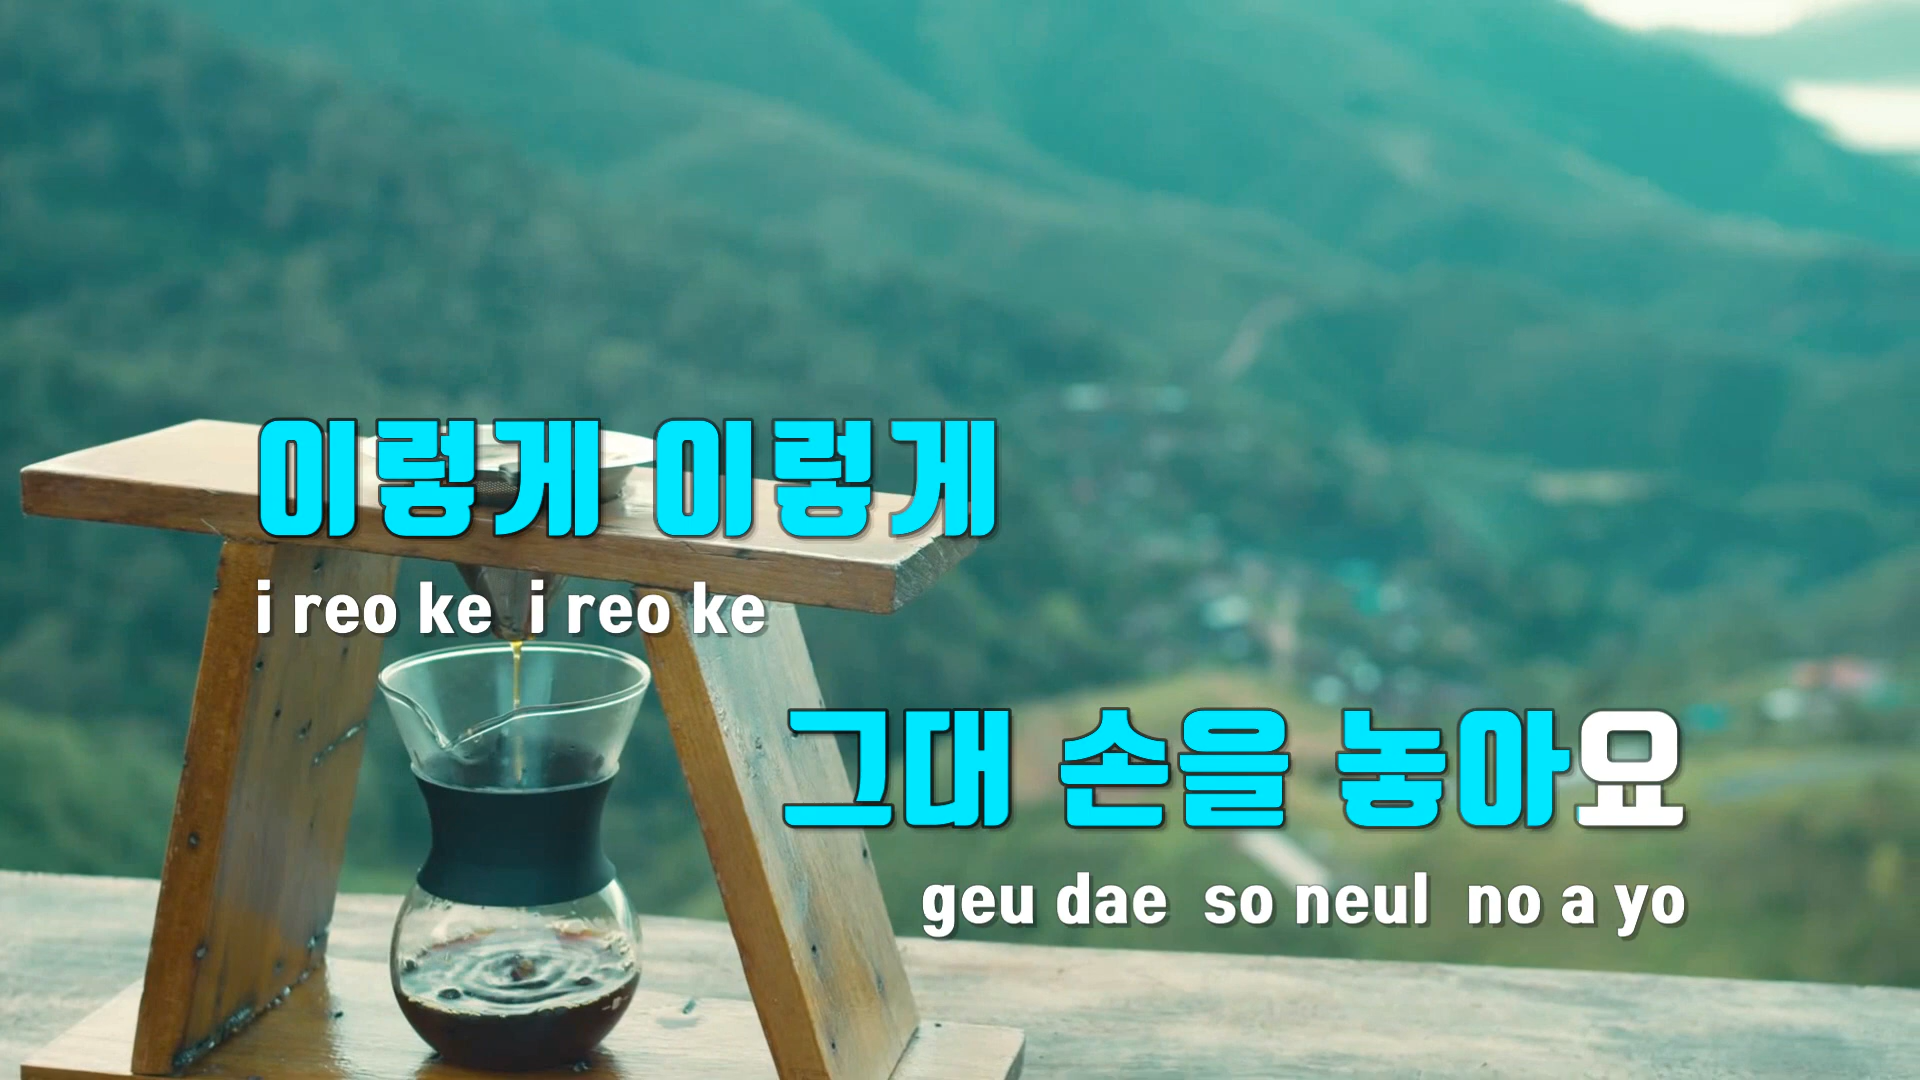 이렇게 이렇게
i reo ke i reo ke
그대 손을 놓아요
geu dae so neul no a yo